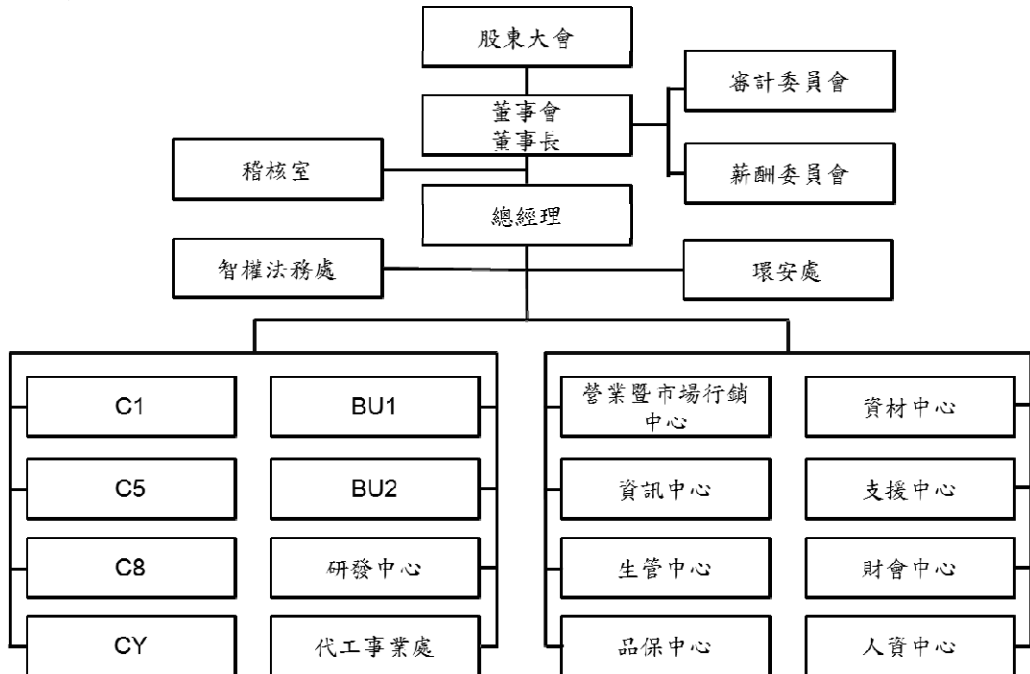 股東大會
審計委員會
董事會
董事長
稽核室
薪酬委員會
總經理
智權法務處
環安處
C1
BU1
營業暨市場行銷
中心
資材中心
C5
BU2
資訊中心
支援中心
C8
研發中心
生管中心
財會中心
CY
代工事業處
品保中心
人資中心